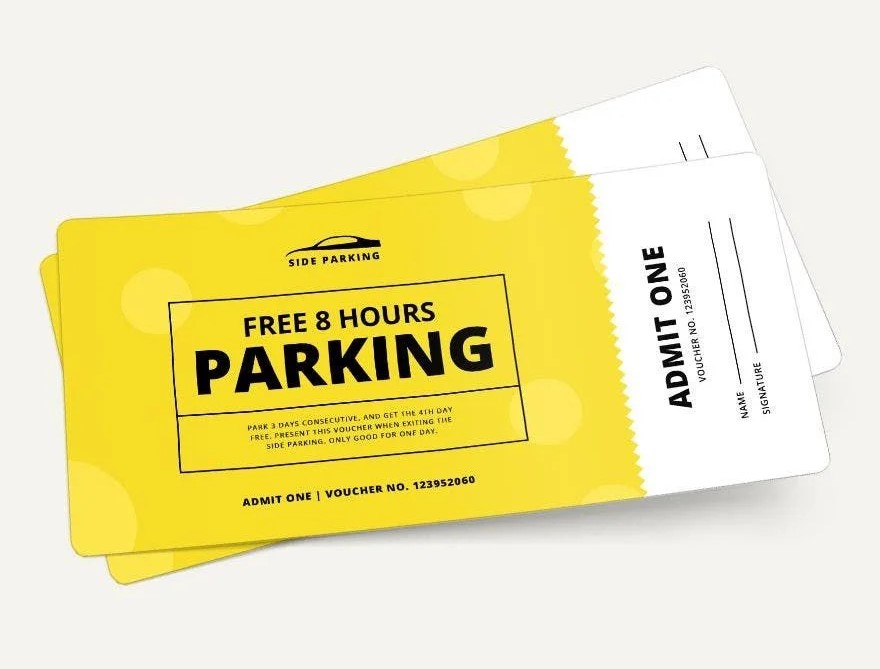 SIDE PARKING
FREE 8 HOURS
PARKING
PARK 3 DAYS CONSECUTIVE, AND GET THE 4TH DAY
FREE. PRESENT THIS VOUCHER WHEN EXITING THE
SIDE PARKING. ONLY GOOD FOR ONE DAY.
ADMIT ONE | VOUCHER NO. 123952060
ADMIT ONE
VOUCHER NO. 123952060
NAME
SIGNATURE